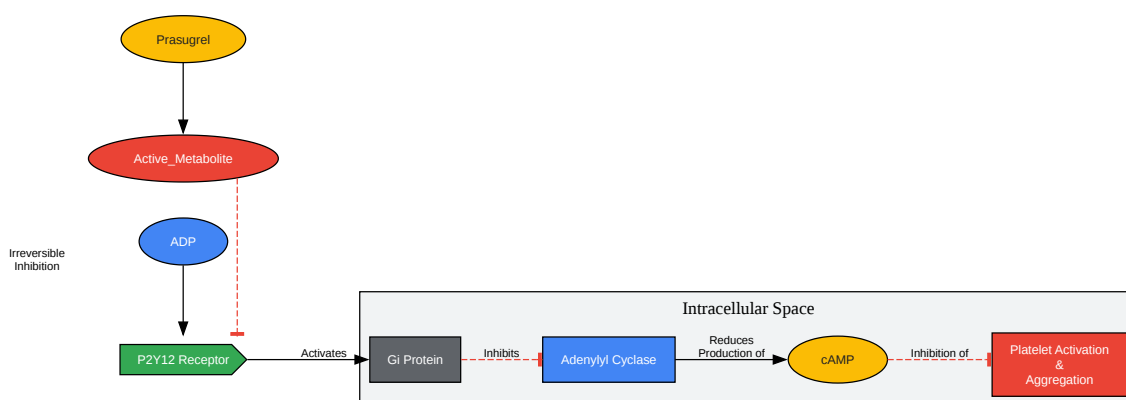 Prasugrel
Active_Metabolite
ADP
Irreversible
Inhibition
Intracellular Space
P2Y12 Receptor
Activates
Gi Protein
Inhibits
Adenylyl Cyclase
Reduces
Production of
cAMP
Inhibition of
Platelet Activation
&
Aggregation